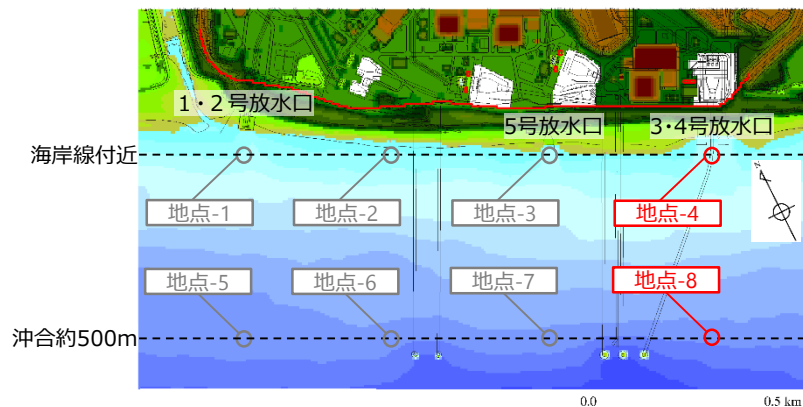 1・2号放水口
5号放水口
3・4号放水口
海岸線付近
地点-1
地点-2
地点-3
地点-4
N
地点-5
地点-6
地点-7
地点-8
沖合約500m
0.0
0.5 km